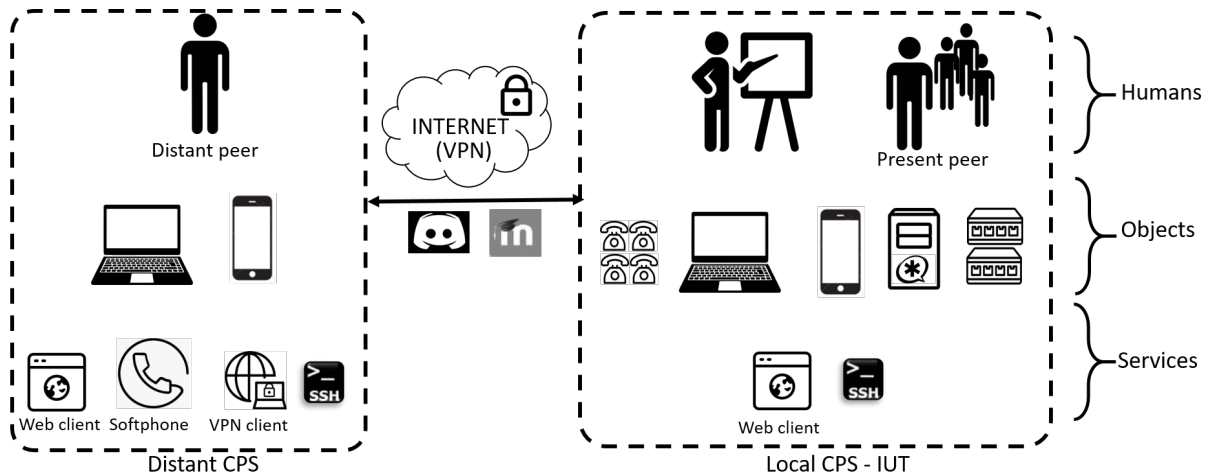 Distant peer
INTERNET
(VPN)
Present peer
Humans
Objects
Services
Web client
Softphone
VPN client
>_
SSH
Web client
>_
SSH
Distant CPS
Local CPS - IUT
m